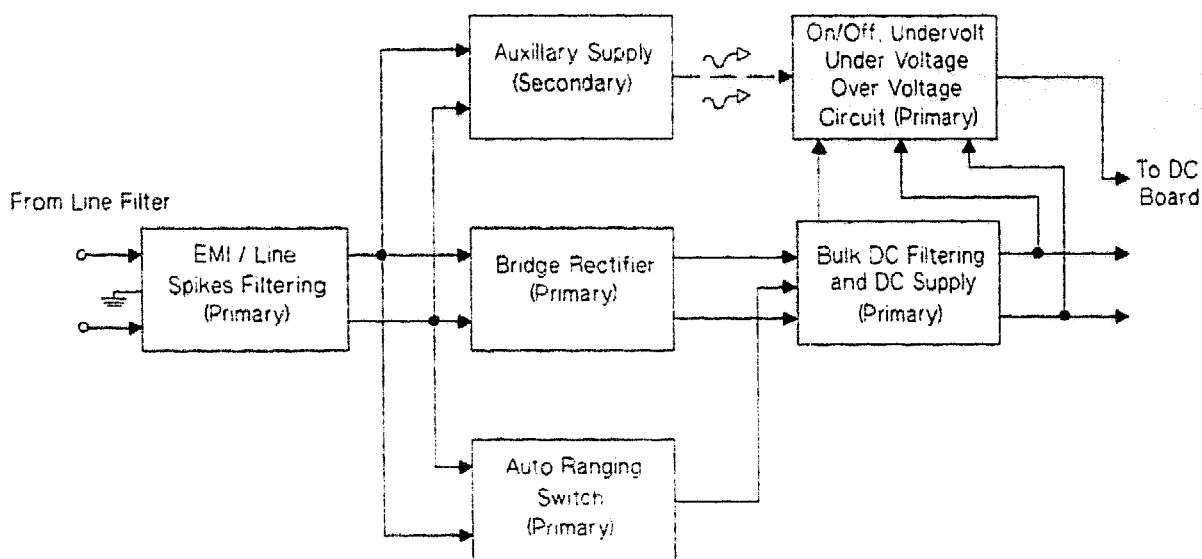 Auxillary Supply
(Secondary)
On/Off, Undervolt
Under Voltage
Over Voltage
Circuit (Primary)
To DC
Board
From Line Filter
EMI / Line
Spikes Filtering
(Primary)
Bridge Rectifier
(Primary)
Bulk DC Filtering
and DC Supply
(Primary)
Auto Ranging
Switch
(Primary)